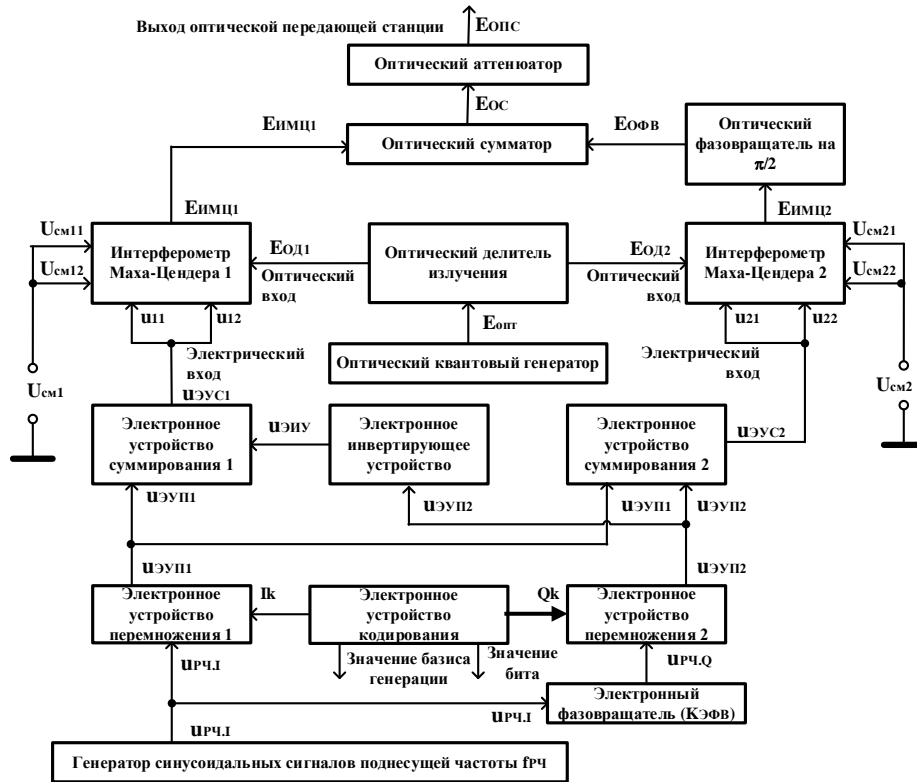 Выход оптической передающей станции
EОПС
Оптический аттенюатор
EОС
EИМЦ1
Оптический сумматор
EОФВ
Оптический
фазовращатель на
π/2
EИМЦ1
EИМЦ2
Uсм11
Uсм12
Интерферометр
Маха-Цендера 1
EОД1
Оптический
вход
Оптический делитель
излучения
EОД2
Оптический
вход
Интерферометр
Маха-Цендера 2
Uсм21
Uсм22
u11
u12
Eопт
u21
u22
Электрический
вход
Оптический квантовый генератор
Электрический
вход
Uсм1
Uсм2
uЭУС1
Электронное
устройство
суммирования 1
uЭИУ
Электронное
инвертирующее
устройство
Электронное
устройство
суммирования 2
uЭУС2
uЭУП1
uЭУП2
uЭУП1
uЭУП2
uЭУП1
uЭУП2
Электронное
устройство
перемножения 1
Ik
Электронное
устройство
кодирования
Qk
Электронное
устройство
перемножения 2
Значение базиса
генерации
Значение
бита
uРЧ.I
uРЧ.Q
uРЧ.I
Электронный
фазовращатель (KЭФВ)
uРЧ.I
Генератор синусоидальных сигналов поднесущей частоты fРЧ